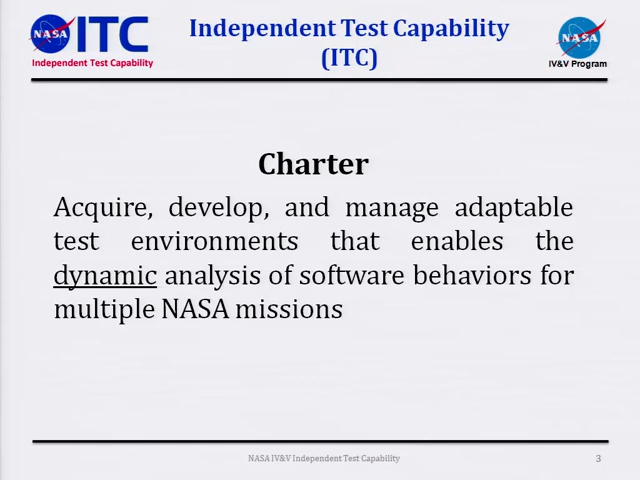 NASA ITC
Independent Test Capability
Independent Test Capability
(ITC)
NASA
IV&V Program
Charter
Acquire, develop, and manage adaptable
test environments that enables the
dynamic analysis of software behaviors for
multiple NASA missions
NASA IV&V Independent Test Capability
3